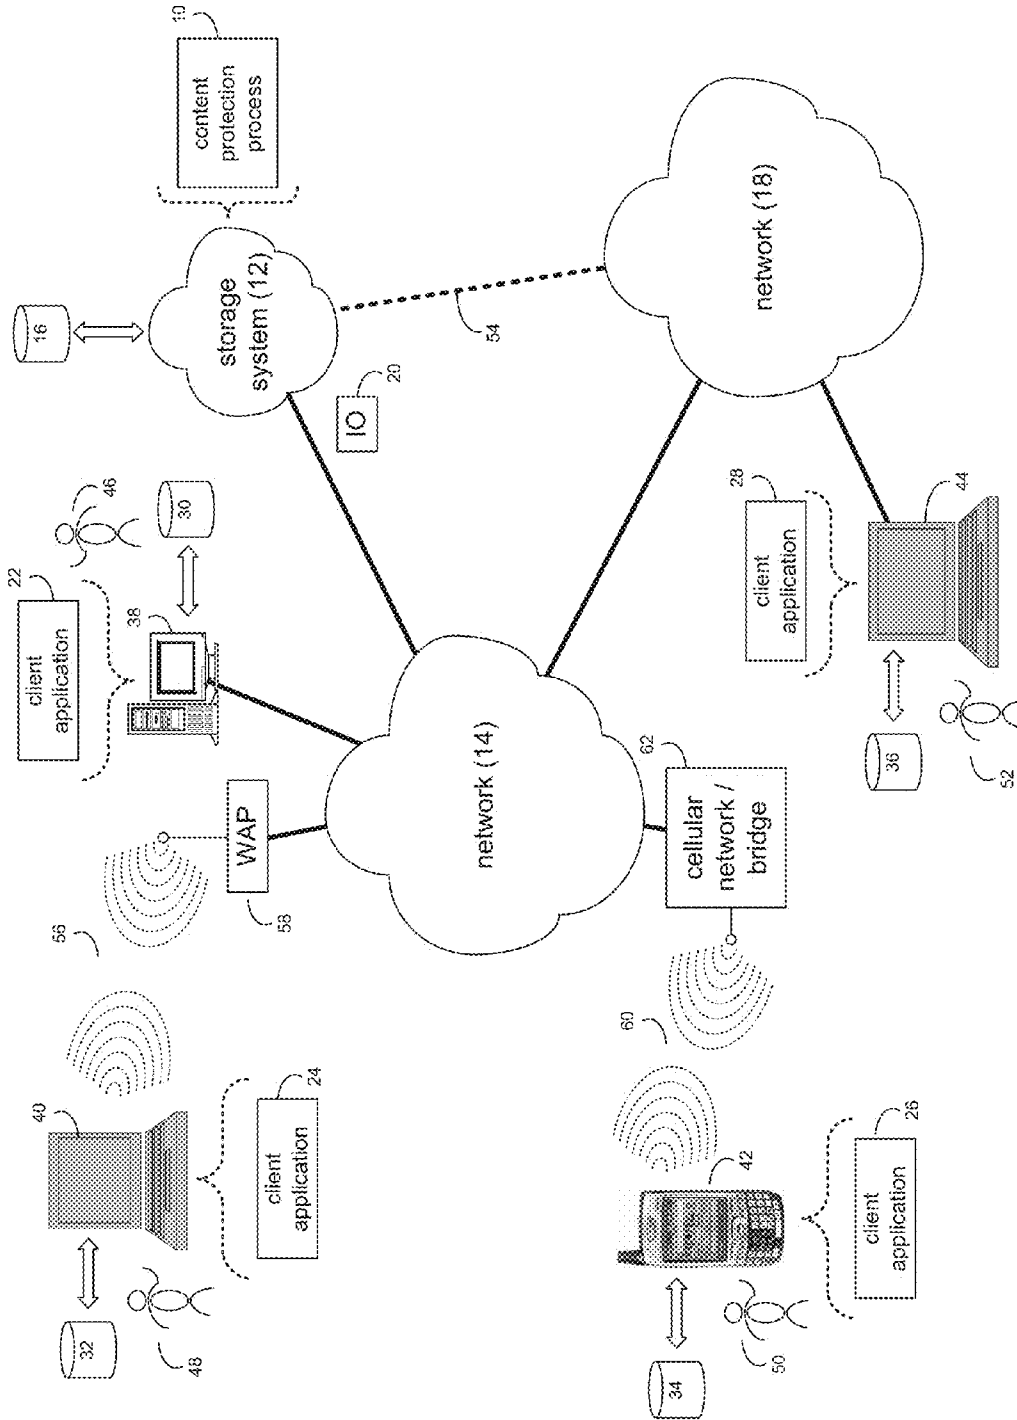 10
content
protection
process
16
storage
system (12)
network (18)
54
IO
20
46
30
22
client
application
38
28
client
application
44
36
52
network (14)
62
cellular
network /
bridge
WAP
58
56
60
40
24
client
application
32
48
42
26
client
application
34
50